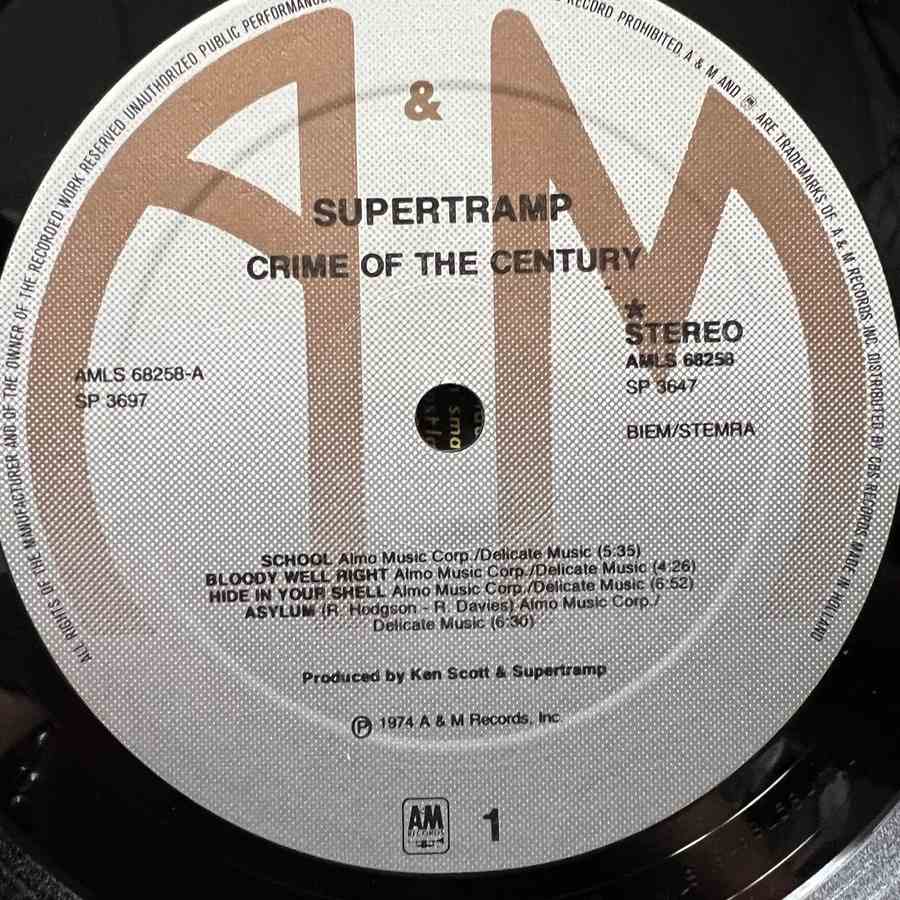 ALL RIGHTS OF THE MANUFACTURER AND OF THE OWNER OF THE RECORDED WORK RESERVED UNAUTHORIZED PUBLIC PERFORMANCE
RECORD PROHIBITED. A & M AND AM ARE TRADEMARKS OF A & M RECORDS INC. DISTRIBUTED BY CBS RECORDS MADE IN HOLLAND
A & M
SUPERTRAMP
CRIME OF THE CENTURY
*
STEREO
AMLS 68258-A
AMLS 68258
SP 3697
SP 3647
BIEM/STEMRA
SCHOOL Almo Music Corp./Delicate Music (5:35)
BLOODY WELL RIGHT Almo Music Corp./Delicate Music (4:26)
HIDE IN YOUR SHELL Almo Music Corp./Delicate Music (6:52)
ASYLUM (R. Hodgson - R. Davies) Almo Music Corp./
Delicate Music (6:30)
Produced by Ken Scott & Supertramp
Ⓟ 1974 A & M Records, Inc.
AM
RECORDS
1